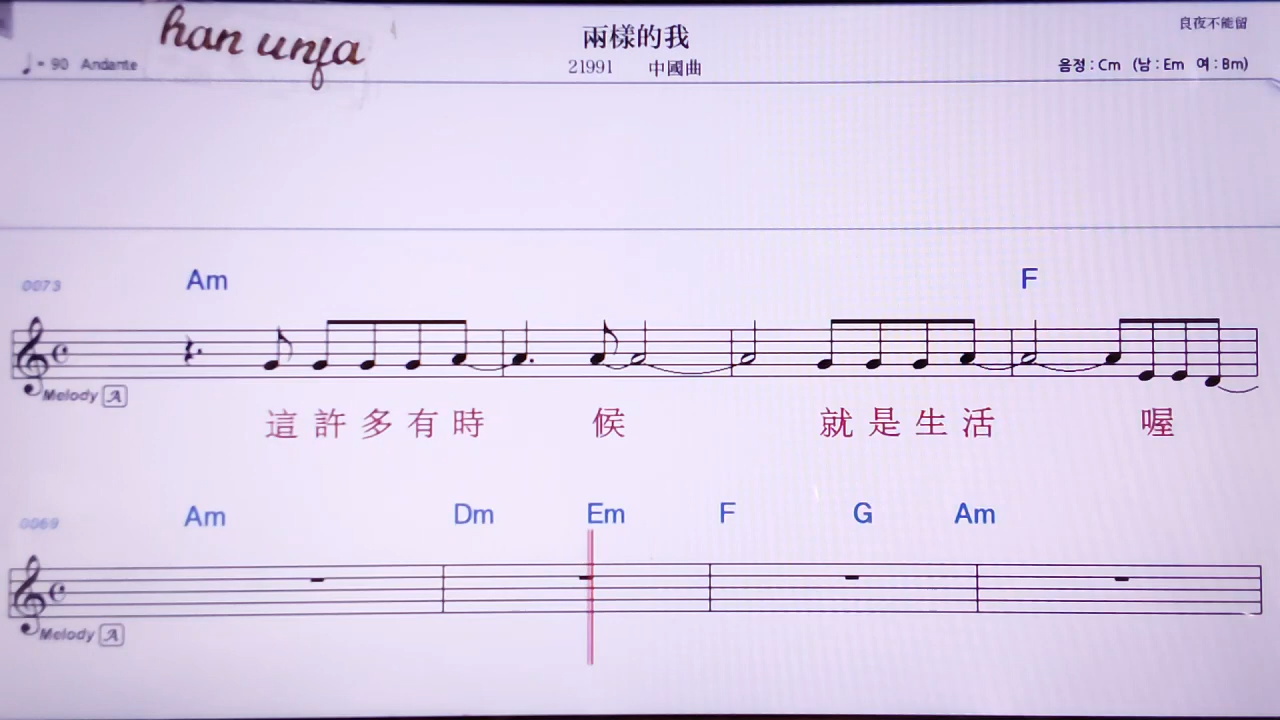 han unfa
兩樣的我
良夜不能留
♩= 90 Andante
21991 中國曲
음정 : Cm (남 : Em 여 : Bm)
0073 Am F
Melody A
這許多有時候 就是生活 喔
0069 Am Dm Em F G Am
Melody A